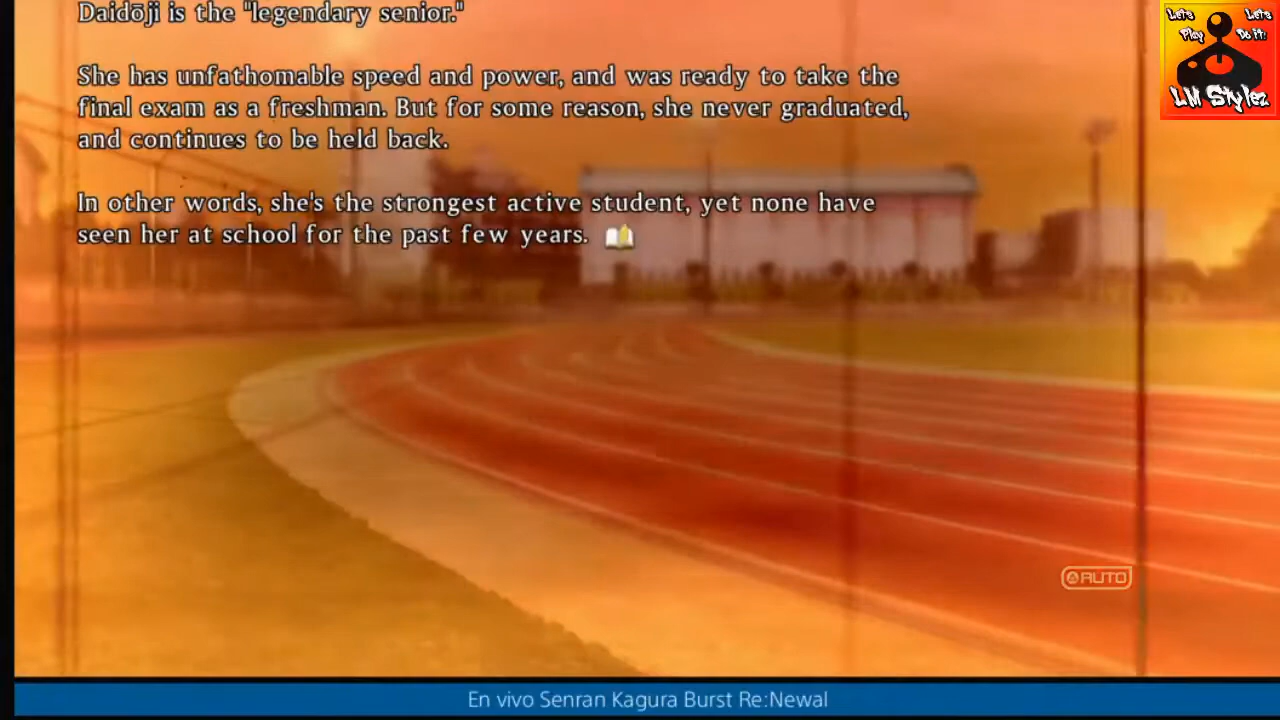 Daidōji is the "legendary senior."
She has unfathomable speed and power, and was ready to take the
final exam as a freshman. But for some reason, she never graduated,
and continues to be held back.
In other words, she's the strongest active student, yet none have
seen her at school for the past few years.
Let's Play
Let's Do it!
LM Stylez
AUTO
En vivo Senran Kagura Burst Re:Newal